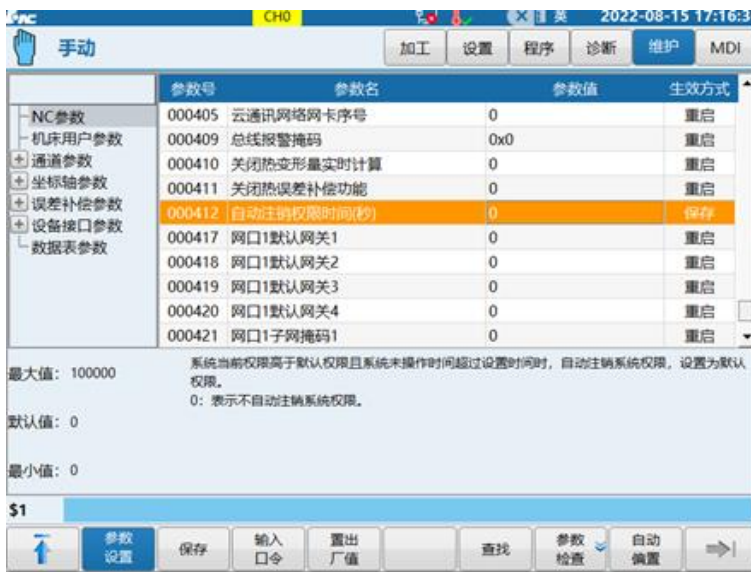 CH0 英 2022-08-15 17:16:3
手动 加工 设置 程序 诊断 维护 MDI
参数号 参数名 参数值 生效方式
NC参数
机床用户参数
通道参数
坐标轴参数
误差补偿参数
设备接口参数
数据表参数
000405 云通讯网络网卡序号 0 重启
000409 总线报警掩码 0x0 重启
000410 关闭热变形量实时计算 0 重启
000411 关闭热误差补偿功能 0 重启
000412 自动注销权限时间(秒) 0 保存
000417 网口1默认网关1 0 重启
000418 网口1默认网关2 0 重启
000419 网口1默认网关3 0 重启
000420 网口1默认网关4 0 重启
000421 网口1子网掩码1 0 重启
最大值: 100000
默认值: 0
最小值: 0
系统当前权限高于默认权限且系统未操作时间超过设置时间时，自动注销系统权限，设置为默认
权限。
0：表示不自动注销系统权限。
$1
参数
设置
保存
输入
口令
置出
厂值
查找
参数
检查
自动
偏置